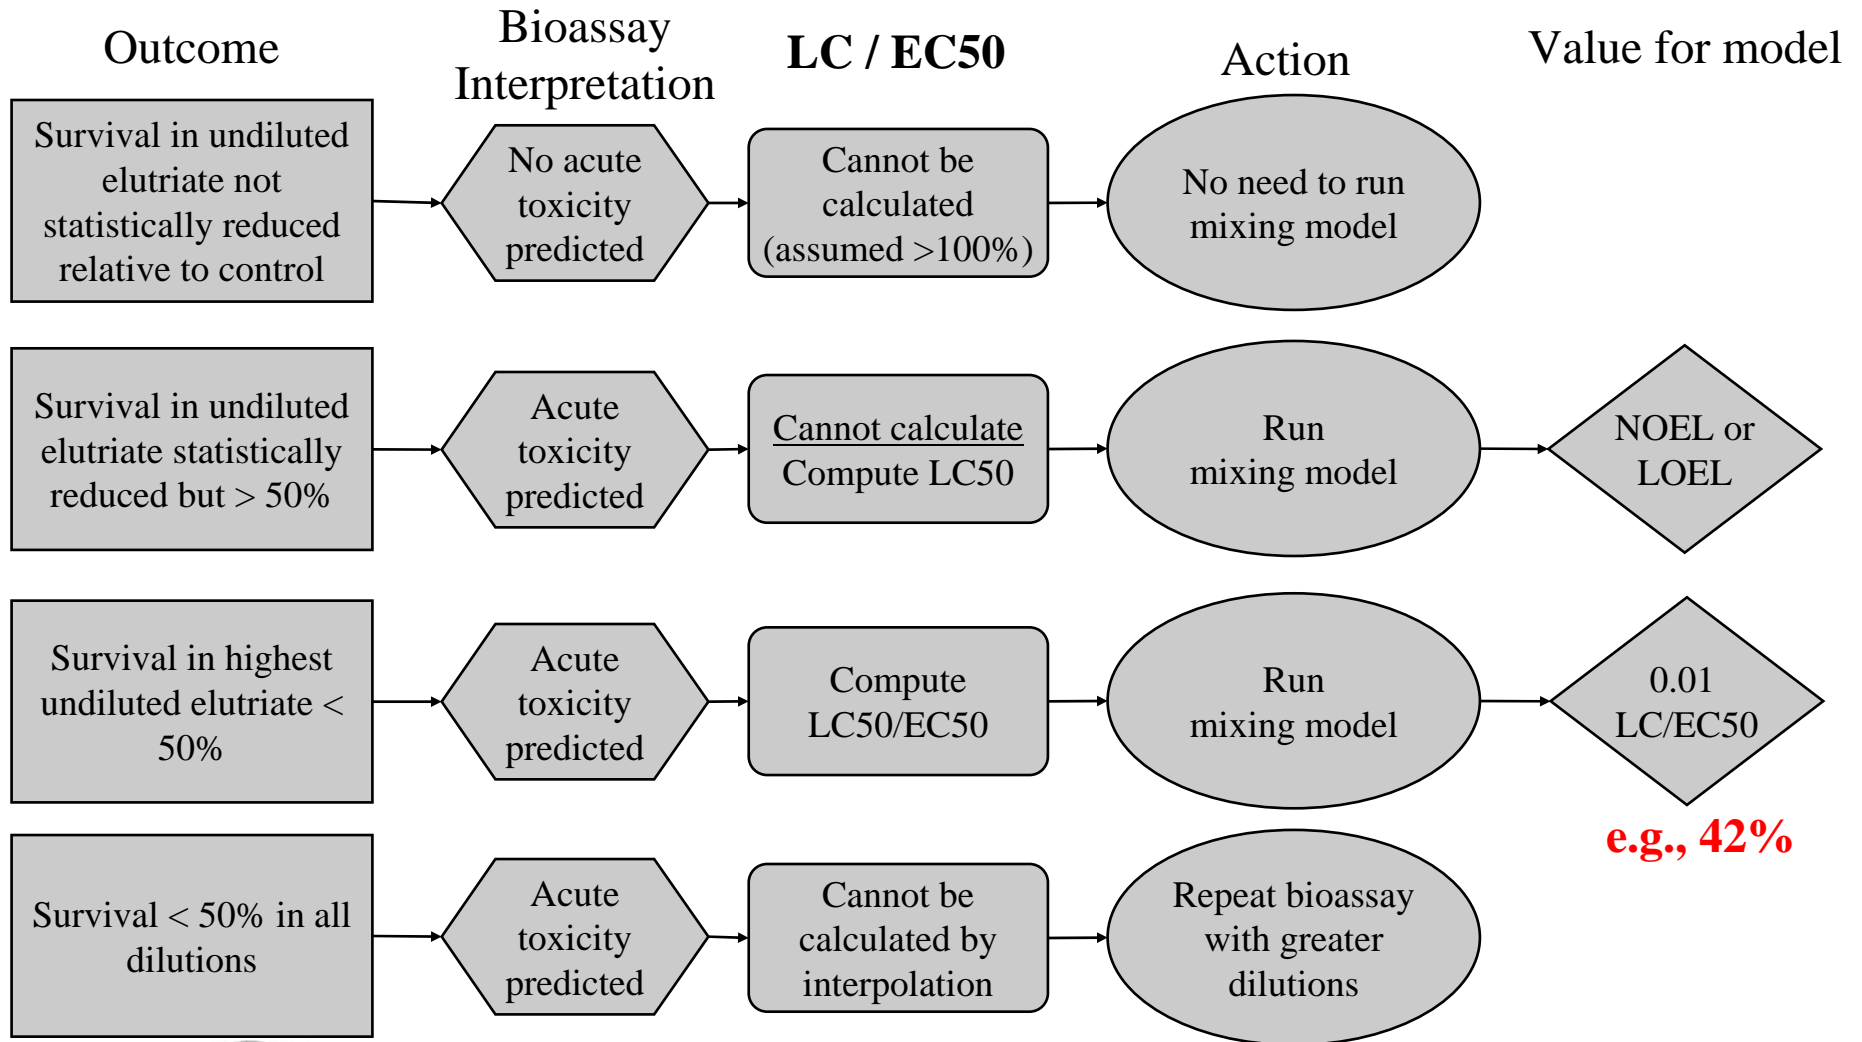 Outcome
Bioassay
Interpretation
LC / EC50
Action
Value for model
Survival in undiluted
elutriate not
statistically reduced
relative to control
No acute
toxicity
predicted
Cannot be
calculated
(assumed >100%)
No need to run
mixing model
Survival in undiluted
elutriate statistically
reduced but > 50%
Acute
toxicity
predicted
Cannot calculate
Compute LC50
Run
mixing model
NOEL or
LOEL
Survival in highest
undiluted elutriate <
50%
Acute
toxicity
predicted
Compute
LC50/EC50
Run
mixing model
0.01
LC/EC50
e.g., 42%
Survival < 50% in all
dilutions
Acute
toxicity
predicted
Cannot be
calculated by
interpolation
Repeat bioassay
with greater
dilutions